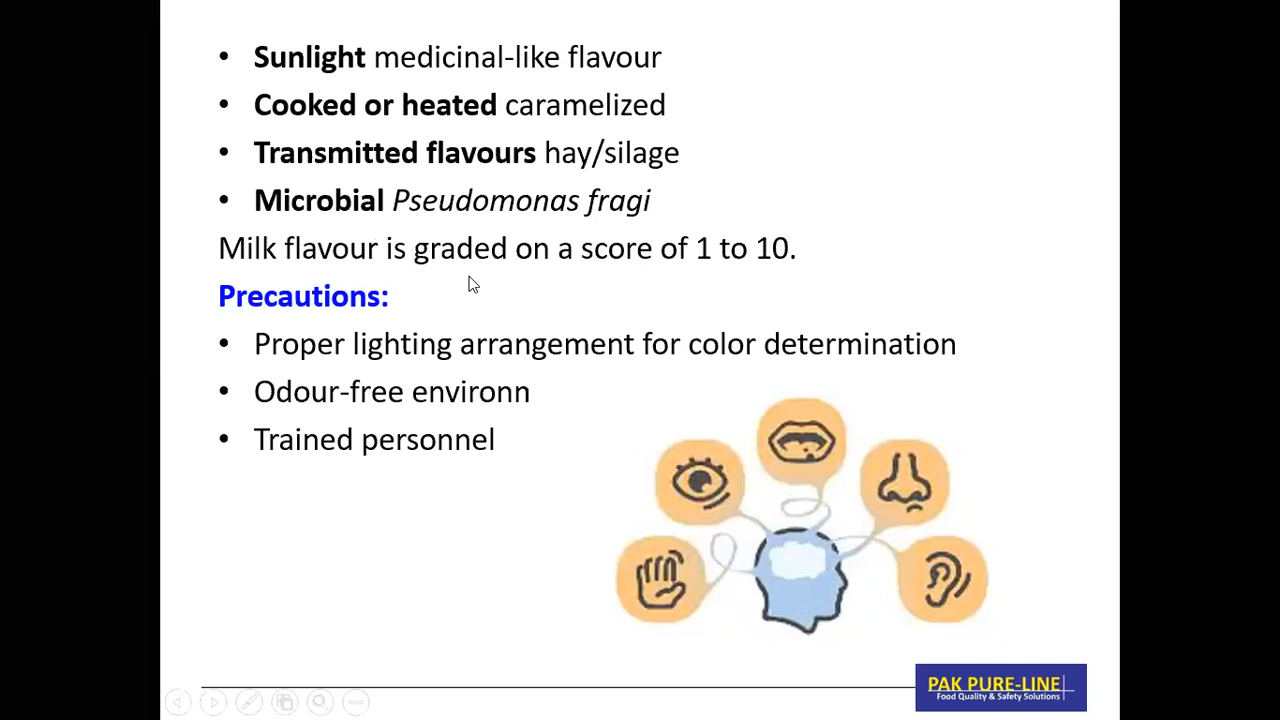 • Sunlight medicinal-like flavour
• Cooked or heated caramelized
• Transmitted flavours hay/silage
• Microbial Pseudomonas fragi
Milk flavour is graded on a score of 1 to 10.
Precautions:
• Proper lighting arrangement for color determination
• Odour-free environn
• Trained personnel
PAK PURE-LINE
Food Quality & Safety Solutions